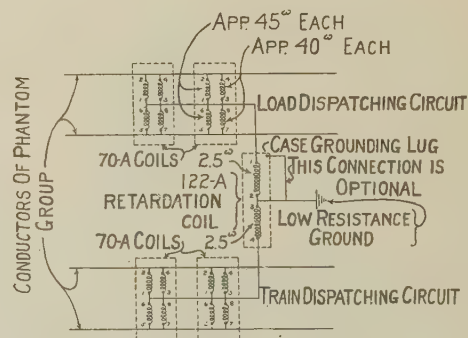 APP. 45ω EACH
APP. 40ω EACH
CONDUCTORS OF PHANTOM
GROUP
LOAD DISPATCHING CIRCUIT
70-A COILS
2.5ω
CASE GROUNDING LUG
THIS CONNECTION IS
OPTIONAL
122-A
RETARDATION
COIL
LOW RESISTANCE
GROUND
70-A COILS
2.5ω
TRAIN DISPATCHING CIRCUIT